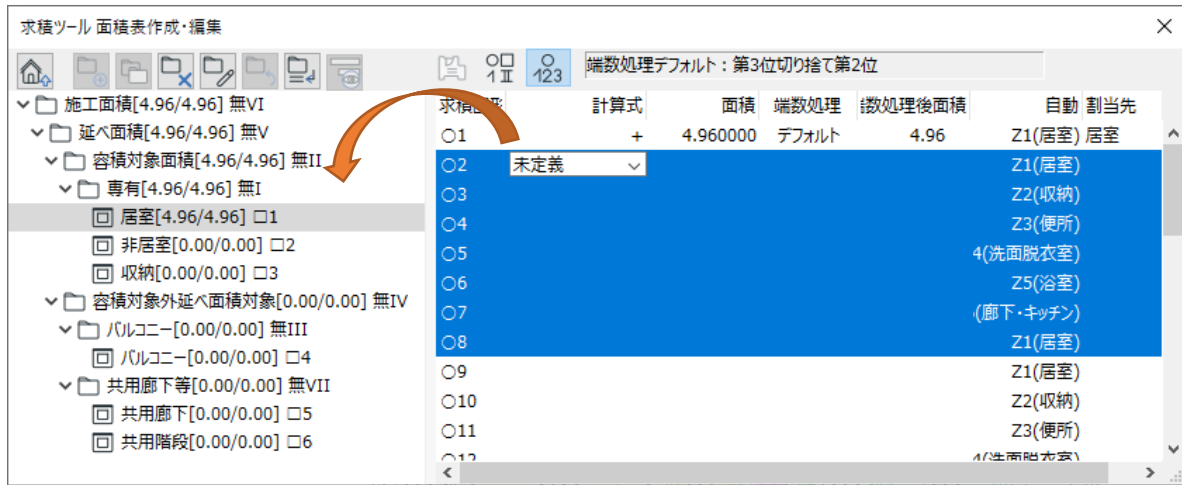 求積ツール 面積表作成・編集
○□
1 Ⅱ
○
123
端数処理デフォルト：第3位切り捨て第2位
施工面積[4.96/4.96] 無VI
延べ面積[4.96/4.96] 無V
容積対象面積[4.96/4.96] 無II
専有[4.96/4.96] 無I
居室[4.96/4.96] □1
非居室[0.00/0.00] □2
収納[0.00/0.00] □3
容積対象外延べ面積対象[0.00/0.00] 無IV
バルコニー[0.00/0.00] 無III
バルコニー[0.00/0.00] □4
共用廊下等[0.00/0.00] 無VII
共用廊下[0.00/0.00] □5
共用階段[0.00/0.00] □6
計算式 面積 端数処理 数処理後面積 自動 割当先
○1 + 4.960000 デフォルト 4.96 Z1(居室) 居室
○2 未定義 Z1(居室)
○3 Z2(収納)
○4 Z3(便所)
○5 4(洗面脱衣室)
○6 Z5(浴室)
○7 (廊下・キッチン)
○8 Z1(居室)
○9 Z1(居室)
○10 Z2(収納)
○11 Z3(便所)
○12 4(洗面脱衣室)